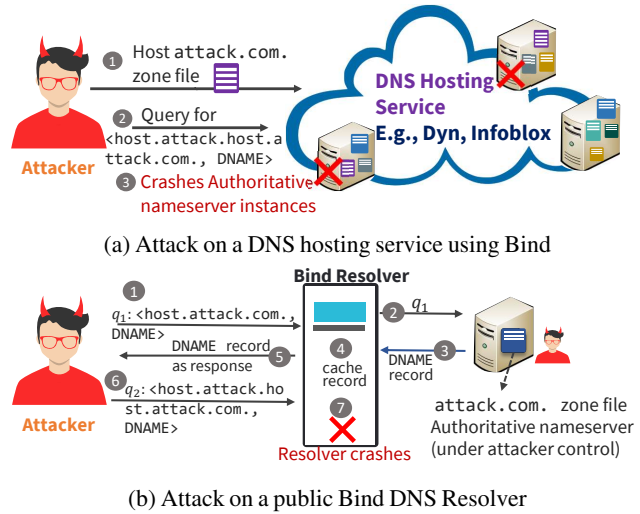 1 Host attack.com.
zone file
2 Query for
<host.attack.host.a
ttack.com., DNAME>
3 Crashes Authoritative
nameserver instances
Attacker
DNS Hosting
Service
E.g., Dyn, Infoblox
(a) Attack on a DNS hosting service using Bind
Bind Resolver
1
q1: <host.attack.com.,
DNAME>
2 q1
3
DNAME
record
4
cache
record
5
DNAME record
as response
6
q2: <host.attack.ho
st.attack.com.,
DNAME>
7
Attacker
Resolver crashes
attack.com. zone file
Authoritative nameserver
(under attacker control)
(b) Attack on a public Bind DNS Resolver